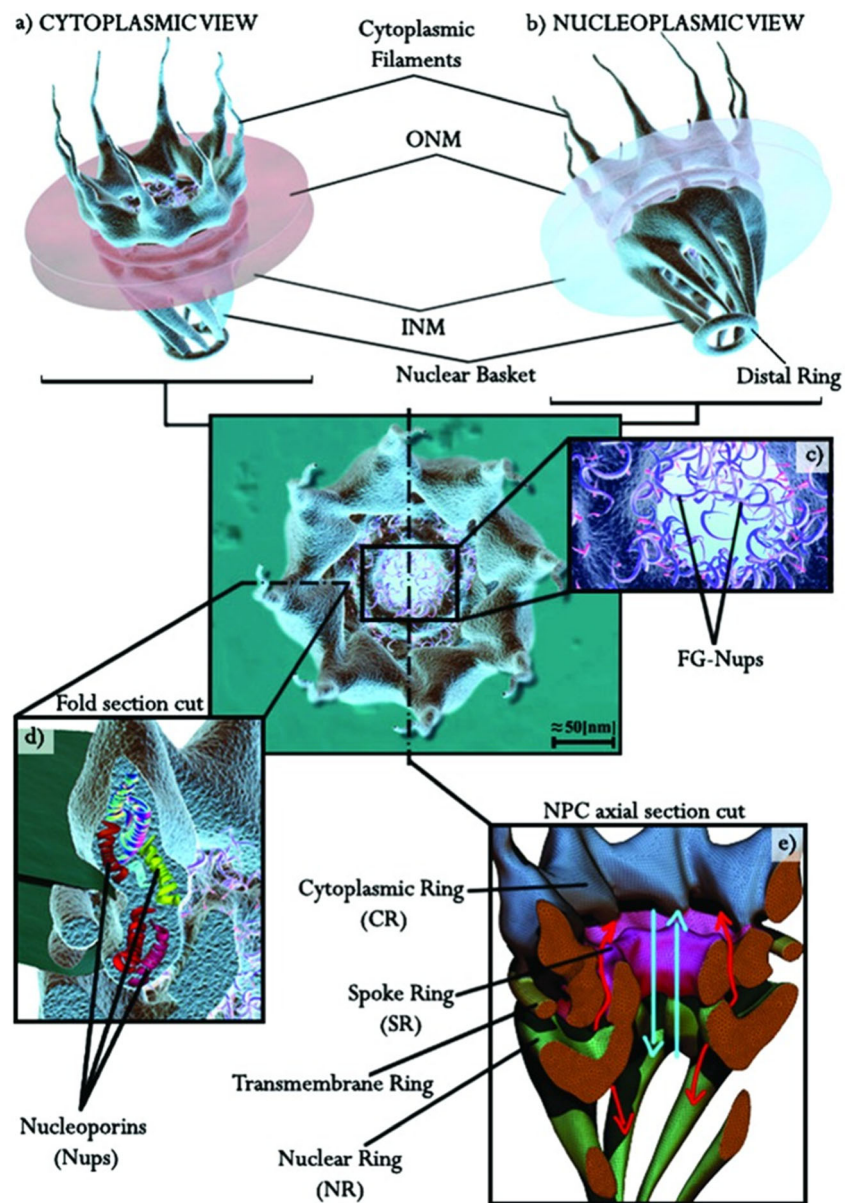 a) CYTOPLASMIC VIEW
b) NUCLEOPLASMIC VIEW
Cytoplasmic
Filaments
ONM
INM
Nuclear Basket
Distal Ring
c)
FG-Nups
≈50[nm]
Fold section cut
d)
Nucleoporins
(Nups)
NPC axial section cut
e)
Cytoplasmic Ring
(CR)
Spoke Ring
(SR)
Transmembrane Ring
Nuclear Ring
(NR)